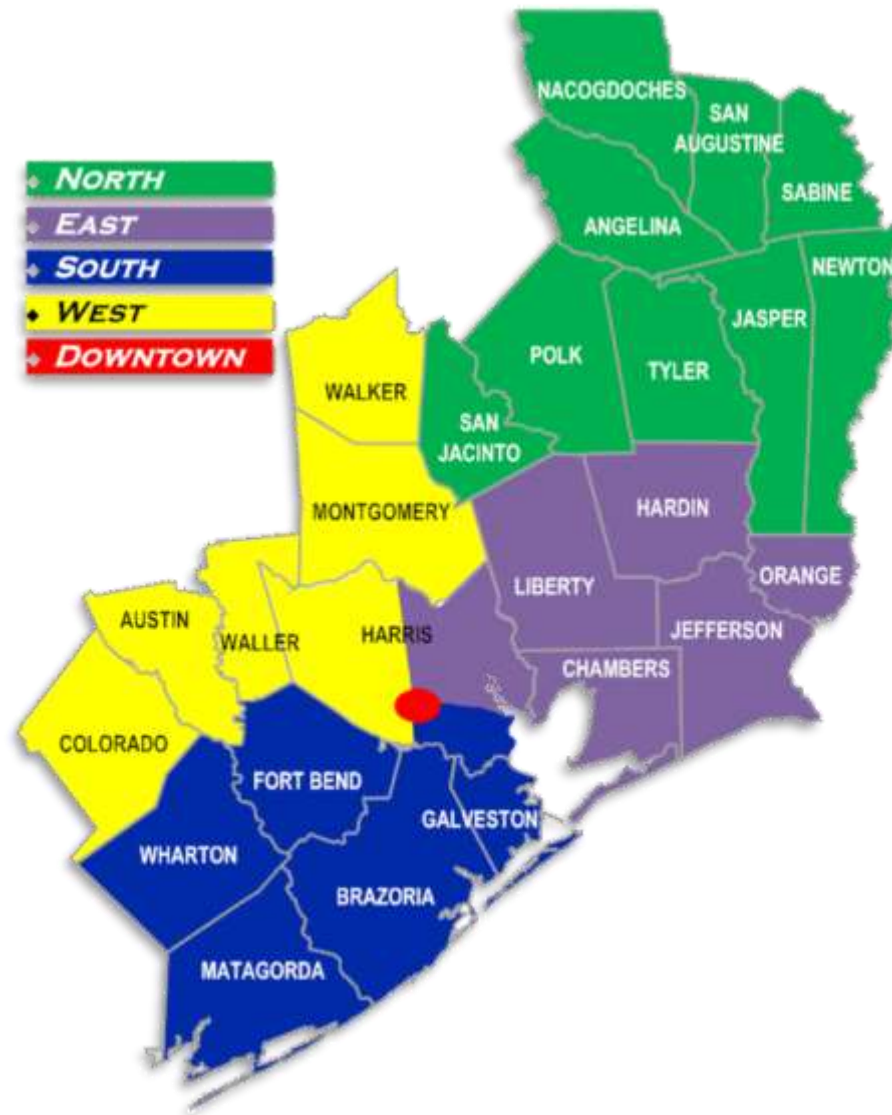 NORTH
EAST
SOUTH
WEST
DOWNTOWN
NACOGDOCHES
SAN
AUGUSTINE
SABINE
ANGELINA
NEWTON
JASPER
POLK
TYLER
WALKER
SAN
JACINTO
MONTGOMERY
HARDIN
LIBERTY
ORANGE
AUSTIN
WALLER
HARRIS
JEFFERSON
CHAMBERS
COLORADO
FORT BEND
GALVESTON
WHARTON
BRAZORIA
MATAGORDA